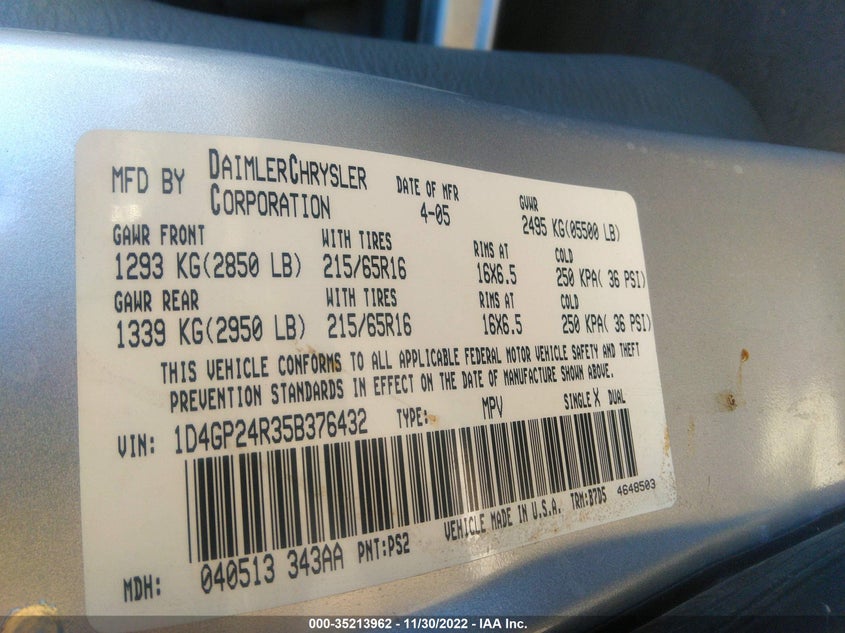 MFD BY DAIMLERCHRYSLER CORPORATION DATE OF MFR 4-05 GVWR 2495 KG(05500 LB)
GAWR FRONT WITH TIRES RIMS AT COLD
1293 KG(2850 LB) 215/65R16 16X6.5 250 KPA( 36 PSI)
GAWR REAR WITH TIRES RIMS AT COLD
1339 KG(2950 LB) 215/65R16 16X6.5 250 KPA( 36 PSI)
THIS VEHICLE CONFORMS TO ALL APPLICABLE FEDERAL MOTOR VEHICLE SAFETY AND THEFT
PREVENTION STANDARDS IN EFFECT ON THE DATE OF MANUFACTURE SHOWN ABOVE.
VIN: 1D4GP24R35B376432 TYPE: MPV SINGLE X DUAL
MDH: 040513 343AA PNT:PS2 VEHICLE MADE IN U.S.A. TRM:B7D5 4648503
000-35213962 - 11/30/2022 - IAA Inc.